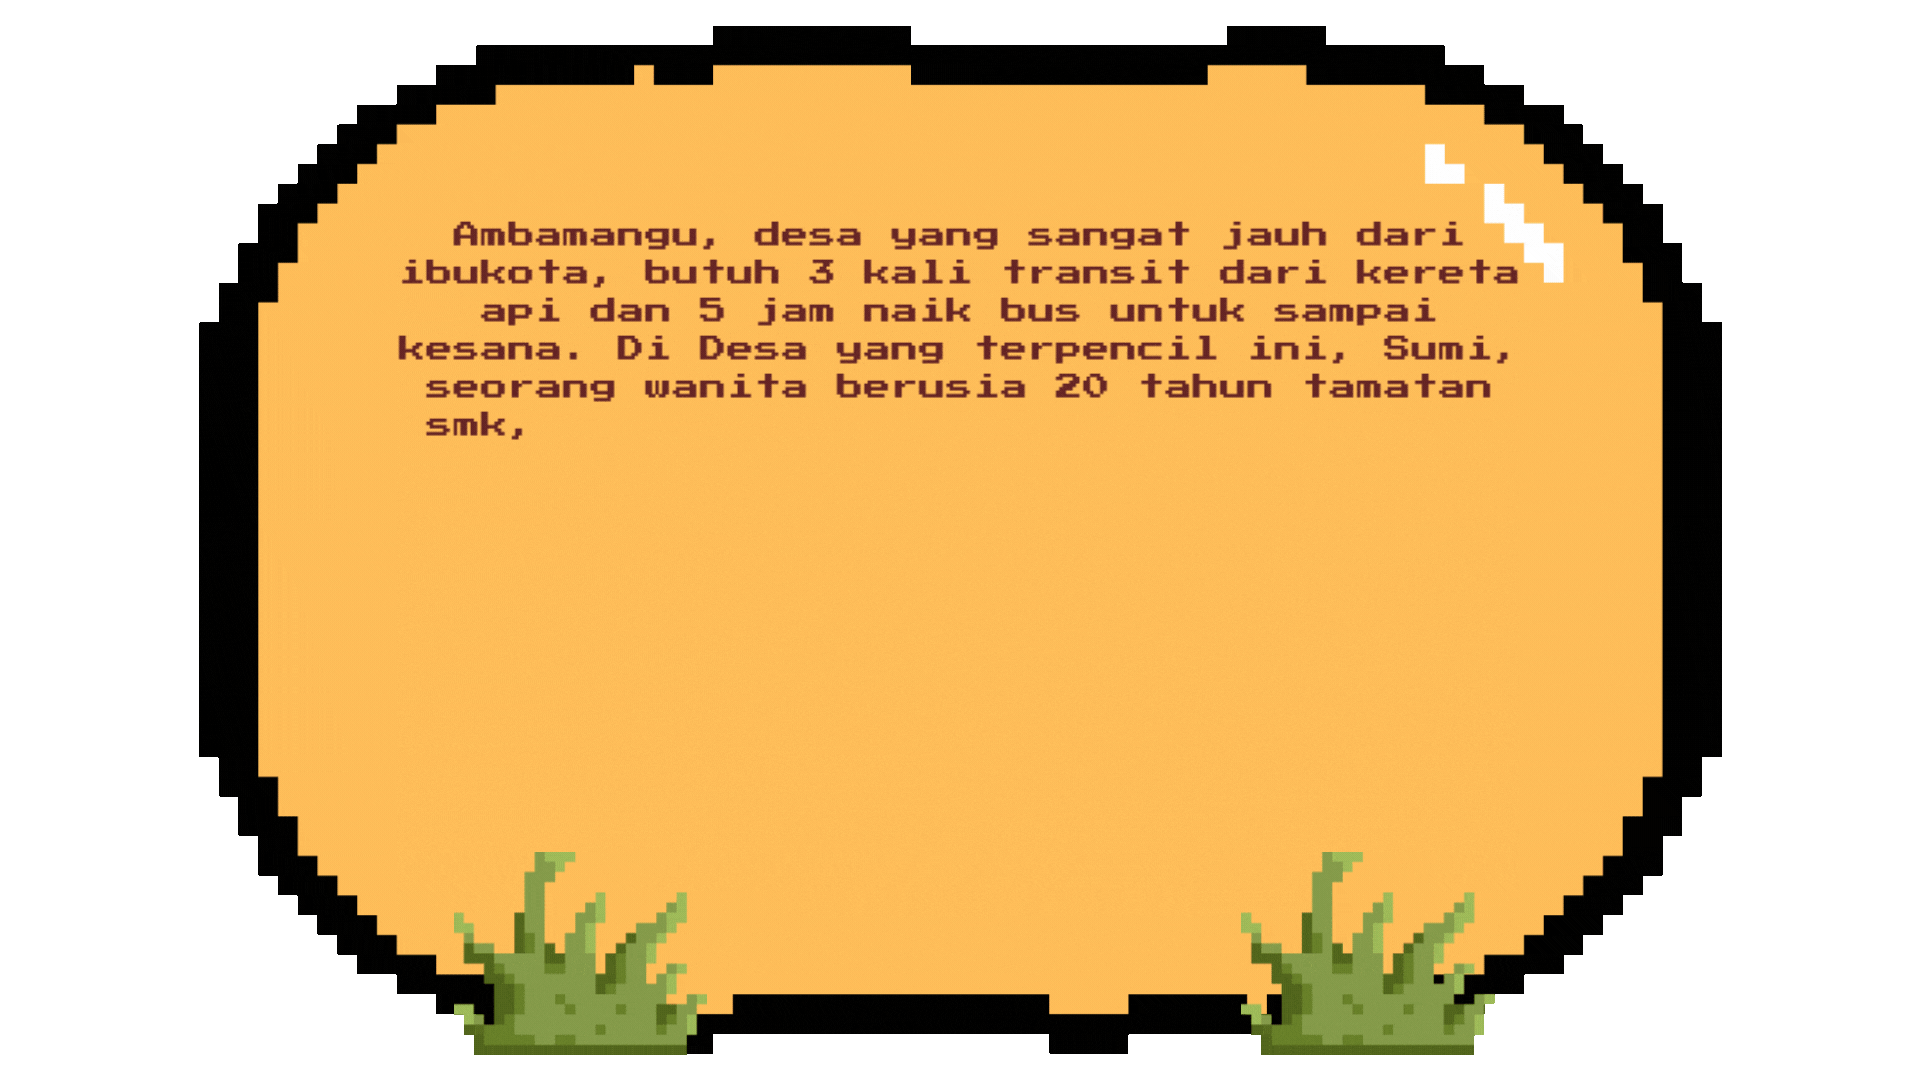 Ambamangu, desa yang sangat jauh dari
ibukota, butuh 3 kali transit dari kereta
api dan 5 jam naik bus untuk sampai
kesana. Di Desa yang terpencil ini, Sumi,
seorang wanita berusia 20 tahun tamatan
smk,